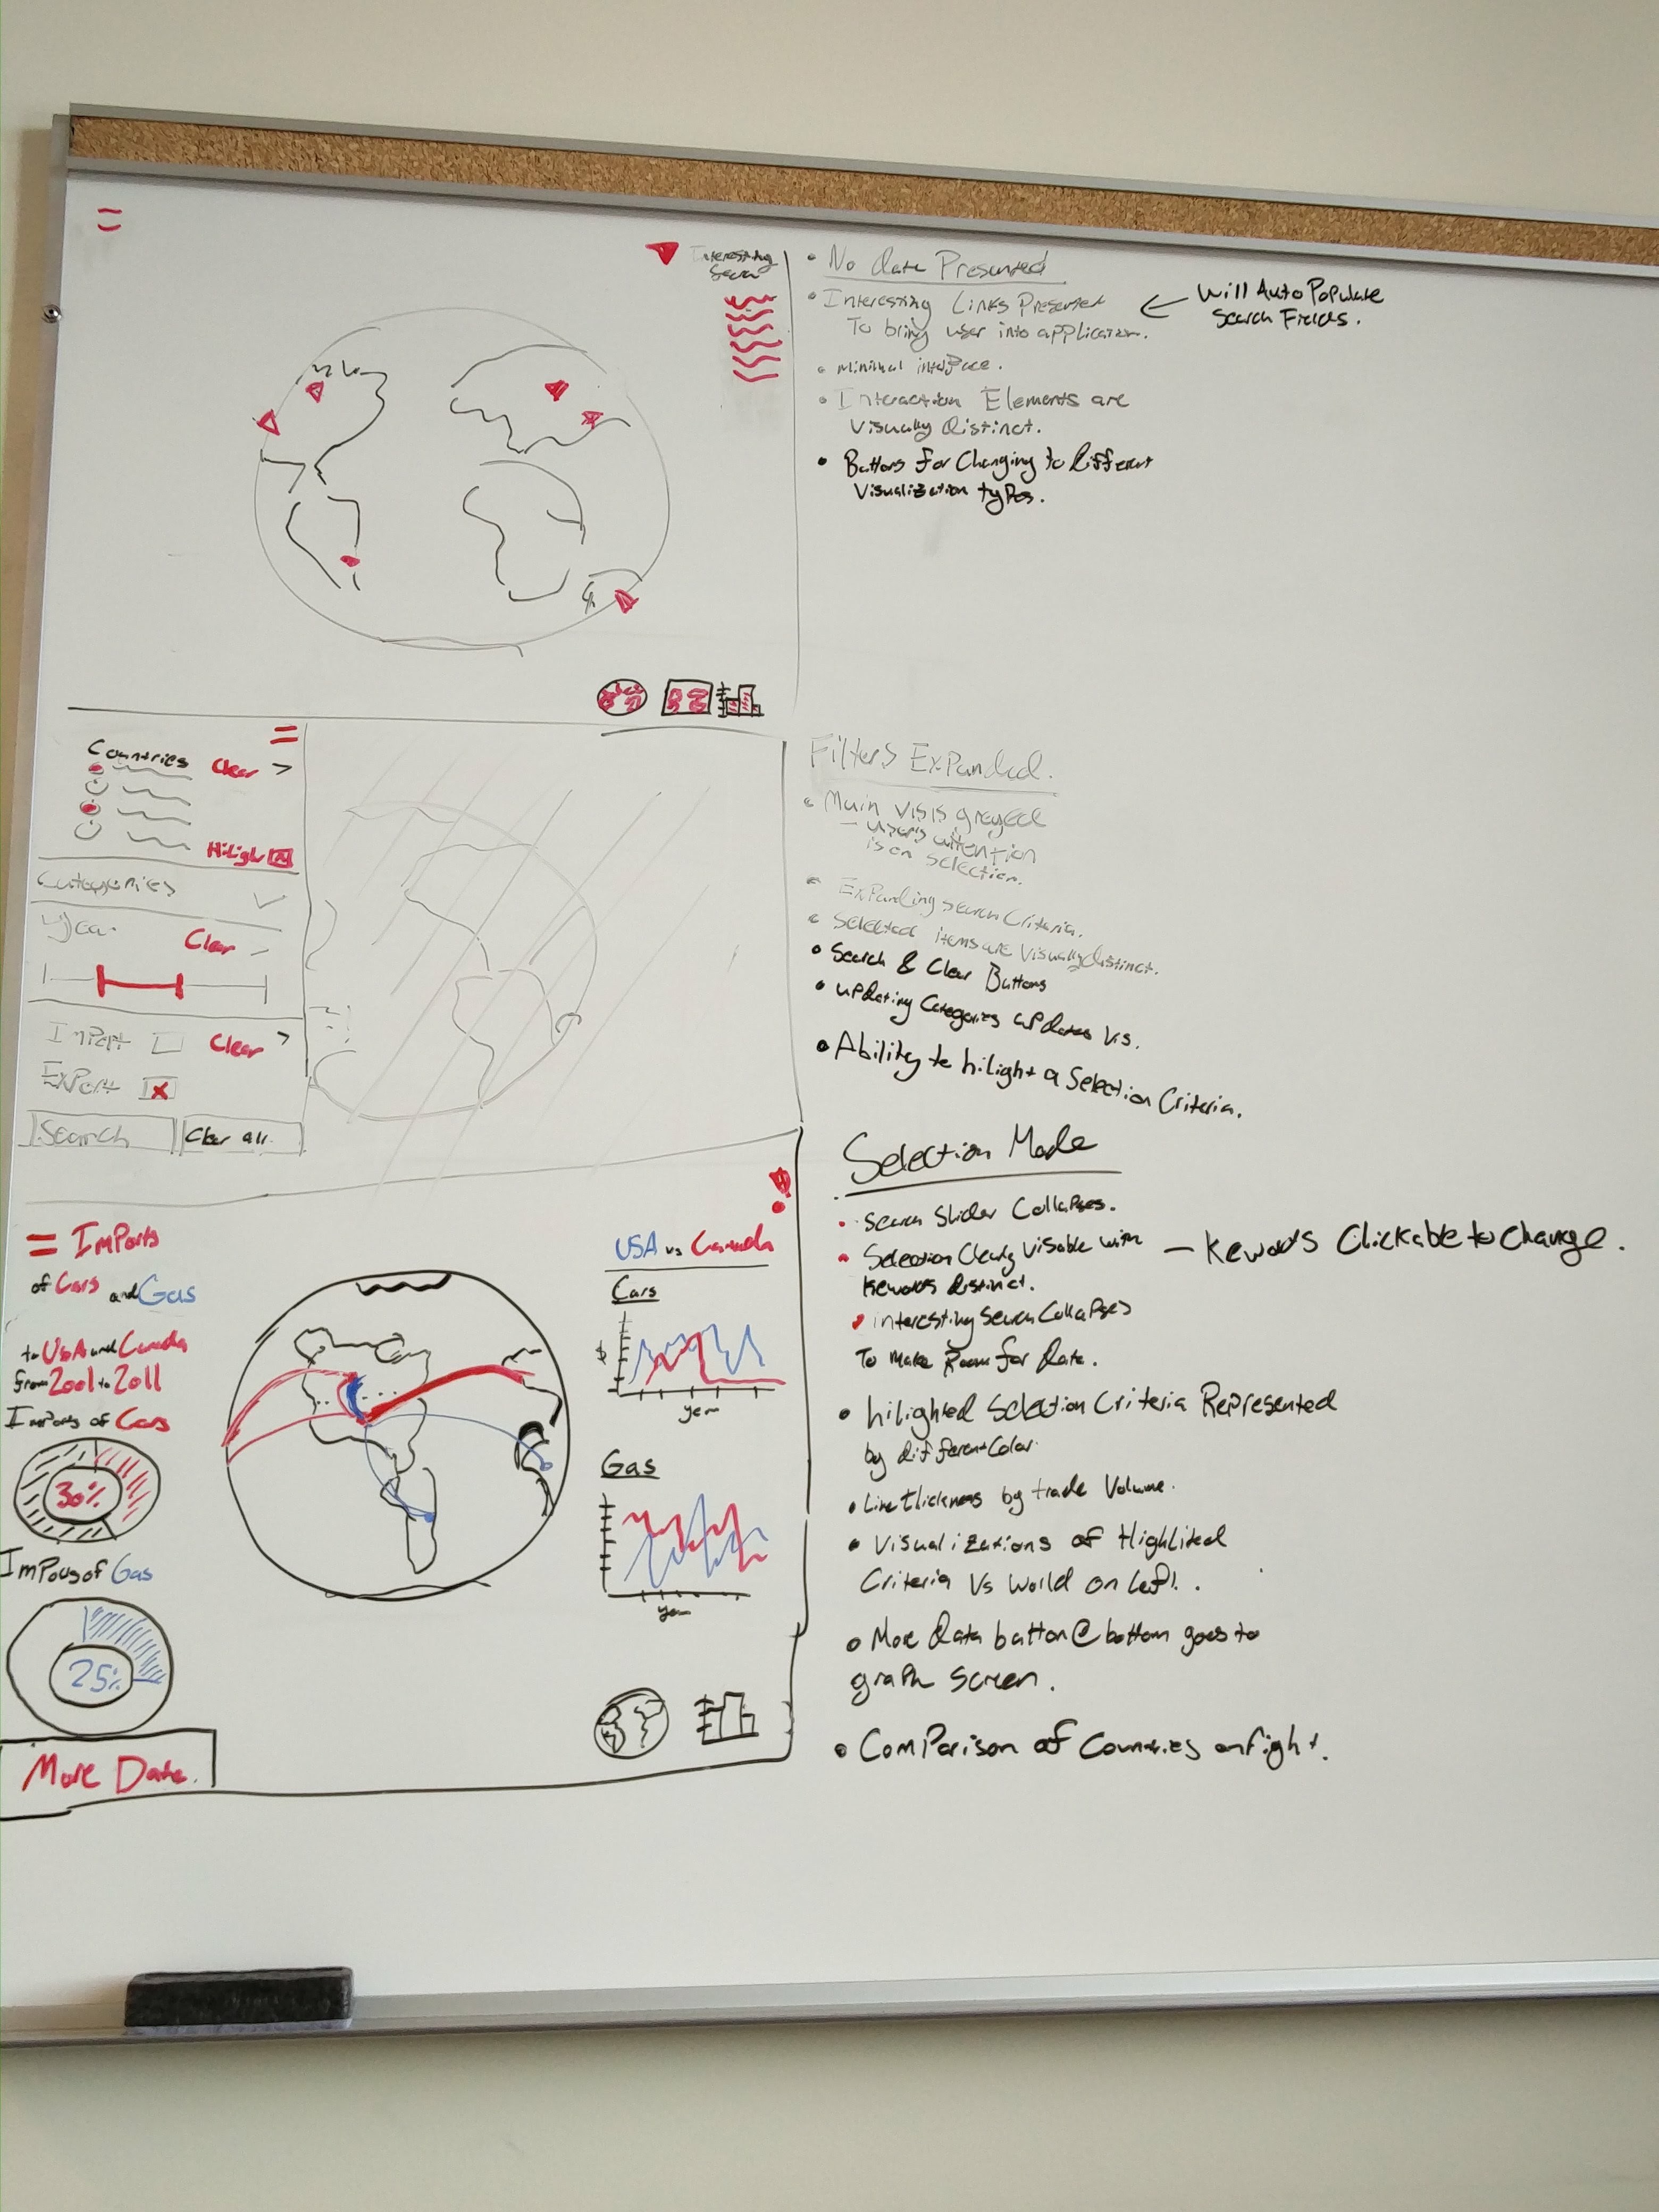 Interesting
• No data Presented
• Interesting Links Presented
To bring user into application.
← Will Auto Populate
Search Fields.
• Minimal interface.
• Interaction Elements are
Visually distinct.
• Buttons for Changing to different
Visualization types.
Countries
Clear >
Hiligh
Categories
Year
Clear
Import
Clear >
Export
Search
Clear all
Filters Expanded.
• Main vis is greyed
– users attention
is on selection.
• Expanding search Criteria.
• Selected items are Visually distinct.
• Search & Clear Buttons
• updating Categories updates Vis.
• Ability to hilight a Selection Criteria.
= Imports
of Cars and Gas
to USA and Canada
from 2001 to 2011
Imports of Cars
30%
Imports of Gas
25%
More Data.
USA vs Canada
Cars
$
year
Gas
year
Selection Mode
• Search Slider Collapses.
• Selection Clearly Visable with
Kewords distinct.
– Kewords Clickable to Change.
• interesting Search Collapses
To Make Room for data.
• hilighted Selection Criteria Represented
by different Color.
• Line thickness by trade Volume.
• Visualizations of Highlited
Criteria Vs World on Left.
• More data button @ bottom goes to
graph screen.
• Comparison of Countries on right.